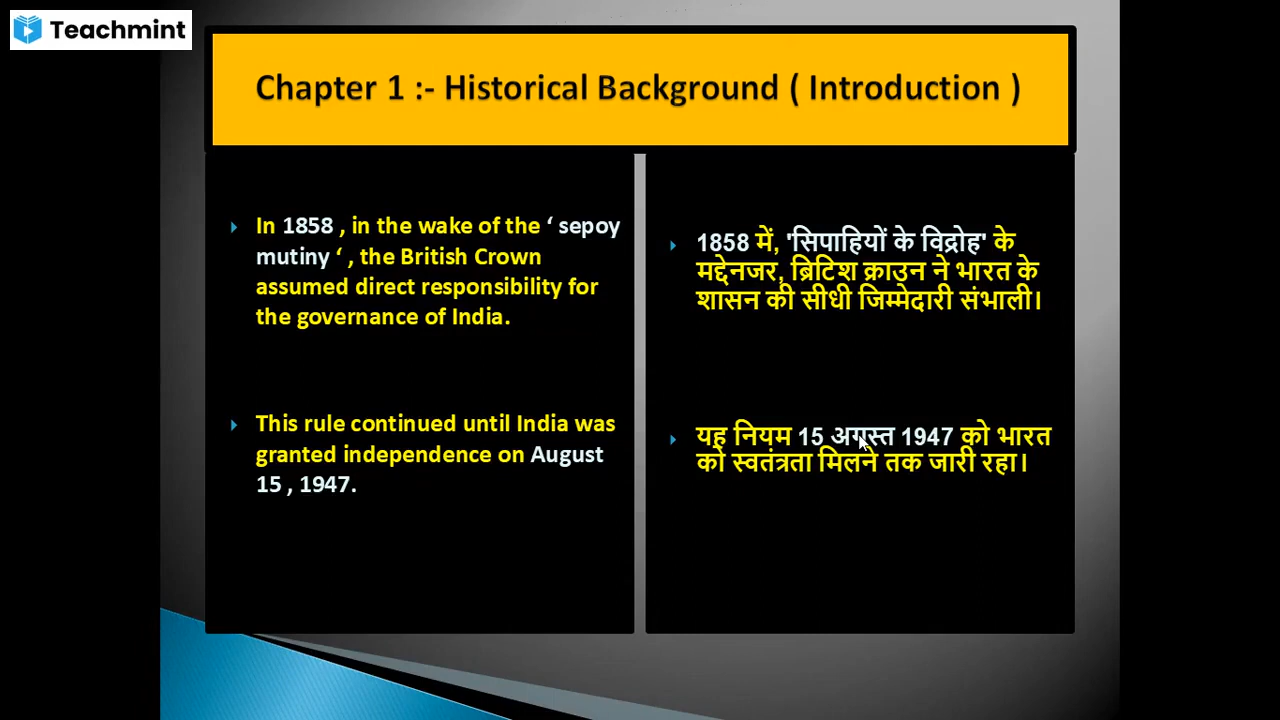 Teachmint
Chapter 1 :- Historical Background ( Introduction )
In 1858 , in the wake of the ‘ sepoy
mutiny ‘ , the British Crown
assumed direct responsibility for
the governance of India.
This rule continued until India was
granted independence on August
15 , 1947.
1858 में, 'सिपाहियों के विद्रोह' के
मद्देनजर, ब्रिटिश क्राउन ने भारत के
शासन की सीधी जिम्मेदारी संभाली।
यह नियम 15 अगस्त 1947 को भारत
को स्वतंत्रता मिलने तक जारी रहा।